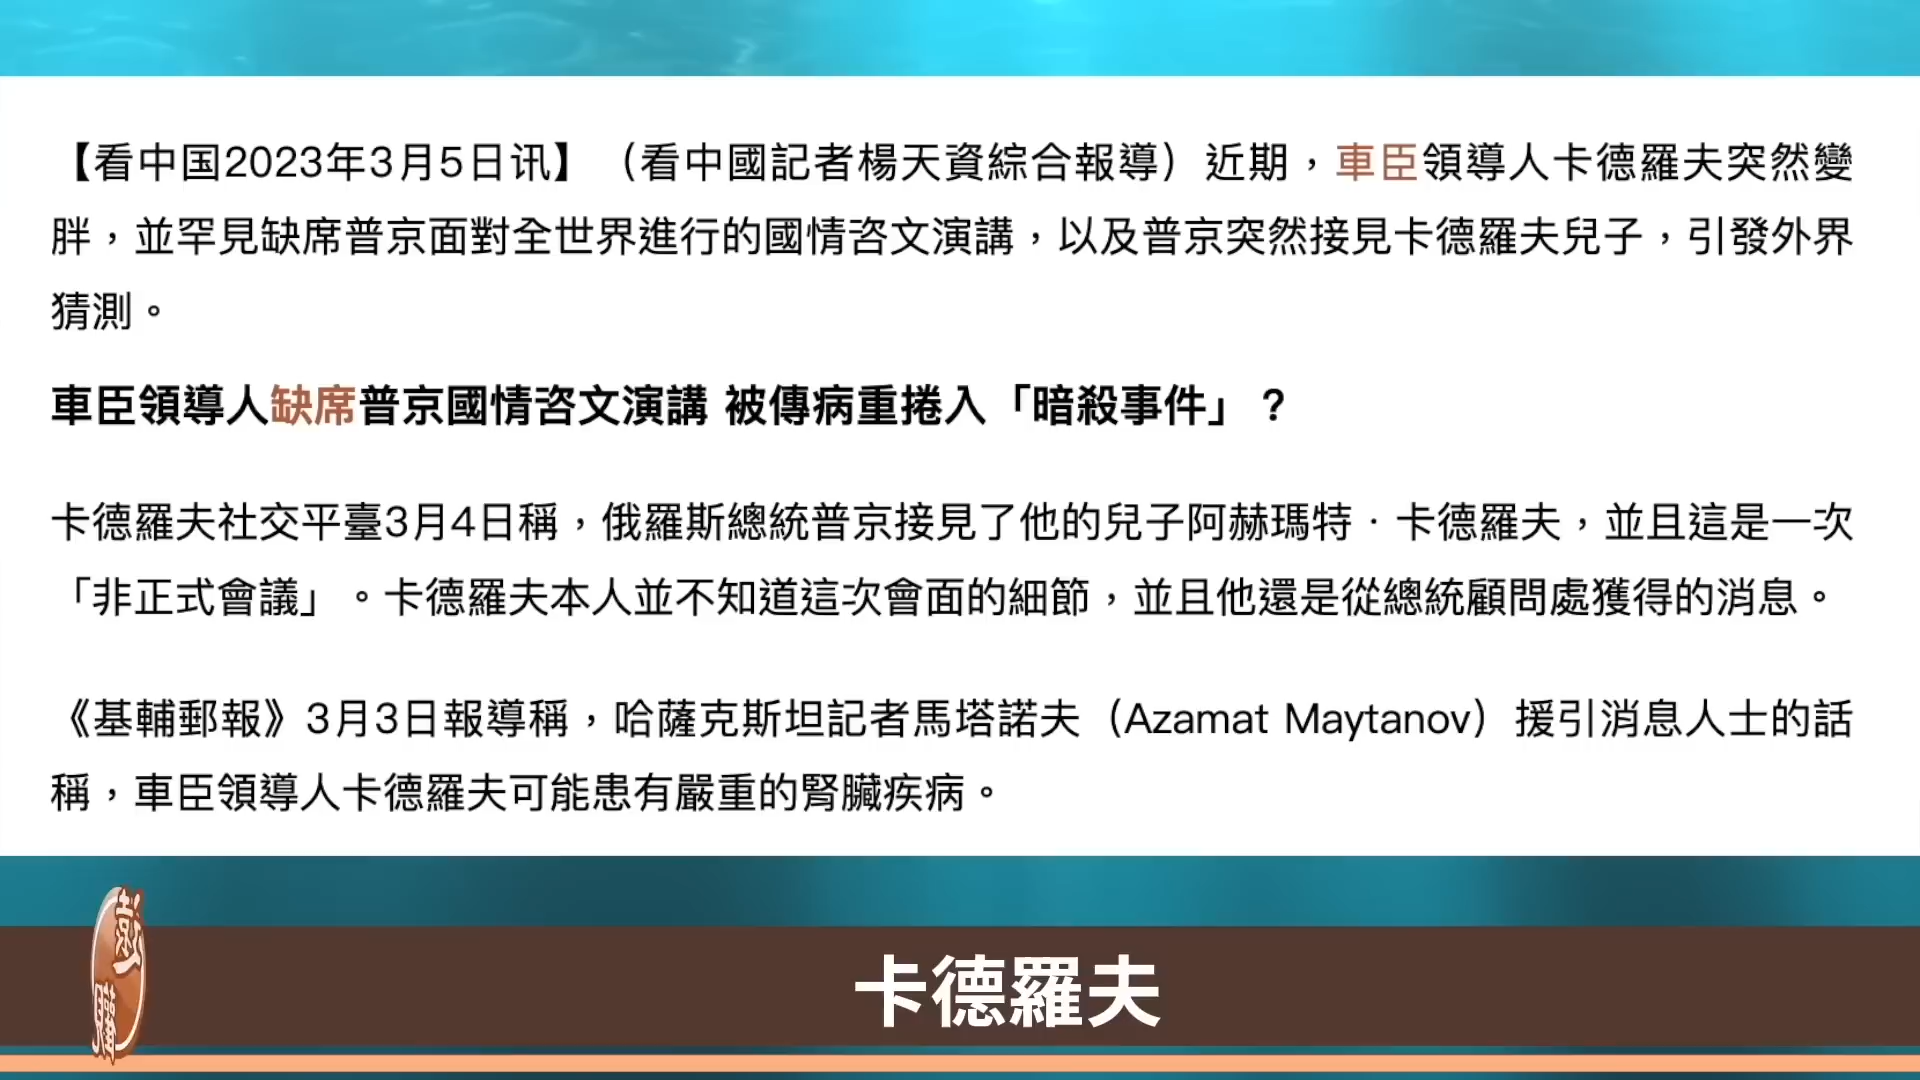 【看中国2023年3月5日讯】（看中國記者楊天資綜合報導）近期，車臣領導人卡德羅夫突然變
胖，並罕見缺席普京面對全世界進行的國情咨文演講，以及普京突然接見卡德羅夫兒子，引發外界
猜測。
車臣領導人缺席普京國情咨文演講 被傳病重捲入「暗殺事件」？
卡德羅夫社交平臺3月4日稱，俄羅斯總統普京接見了他的兒子阿赫瑪特．卡德羅夫，並且這是一次
「非正式會議」。卡德羅夫本人並不知道這次會面的細節，並且他還是從總統顧問處獲得的消息。
《基輔郵報》3月3日報導稱，哈薩克斯坦記者馬塔諾夫（Azamat Maytanov）援引消息人士的話
稱，車臣領導人卡德羅夫可能患有嚴重的腎臟疾病。
卡德羅夫